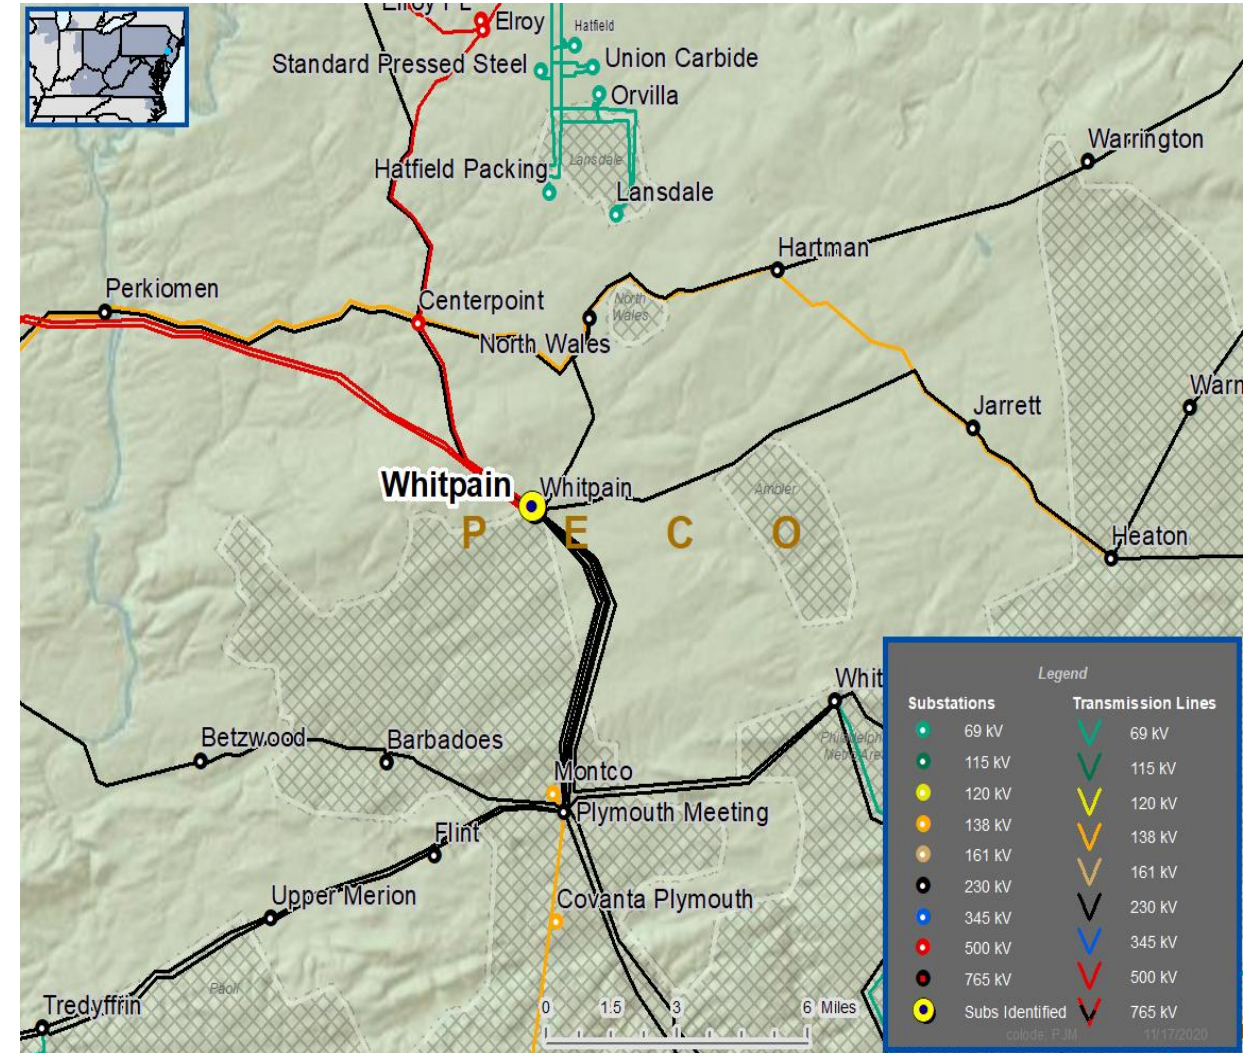 Elroy
Hatfield
Standard Pressed Steel
Union Carbide
Orvilla
Warrington
Lansdale
Hatfield Packing
Lansdale
Hartman
Perkiomen
Centerpoint
North
Wales
North Wales
Warn
Jarrett
Whitpain
Whitpain
Ambler
P E C O
Heaton
Whit
Betzwood
Barbadoes
Montco
Plymouth Meeting
Flint
Upper Merion
Covanta Plymouth
Paoli
Tredyffrin
0 1.5 3 6 Miles
Legend
Substations Transmission Lines
69 kV 69 kV
115 kV 115 kV
120 kV 120 kV
138 kV 138 kV
161 kV 161 kV
230 kV 230 kV
345 kV 345 kV
500 kV 500 kV
765 kV 765 kV
Subs Identified
colode, PJM 11/17/2020